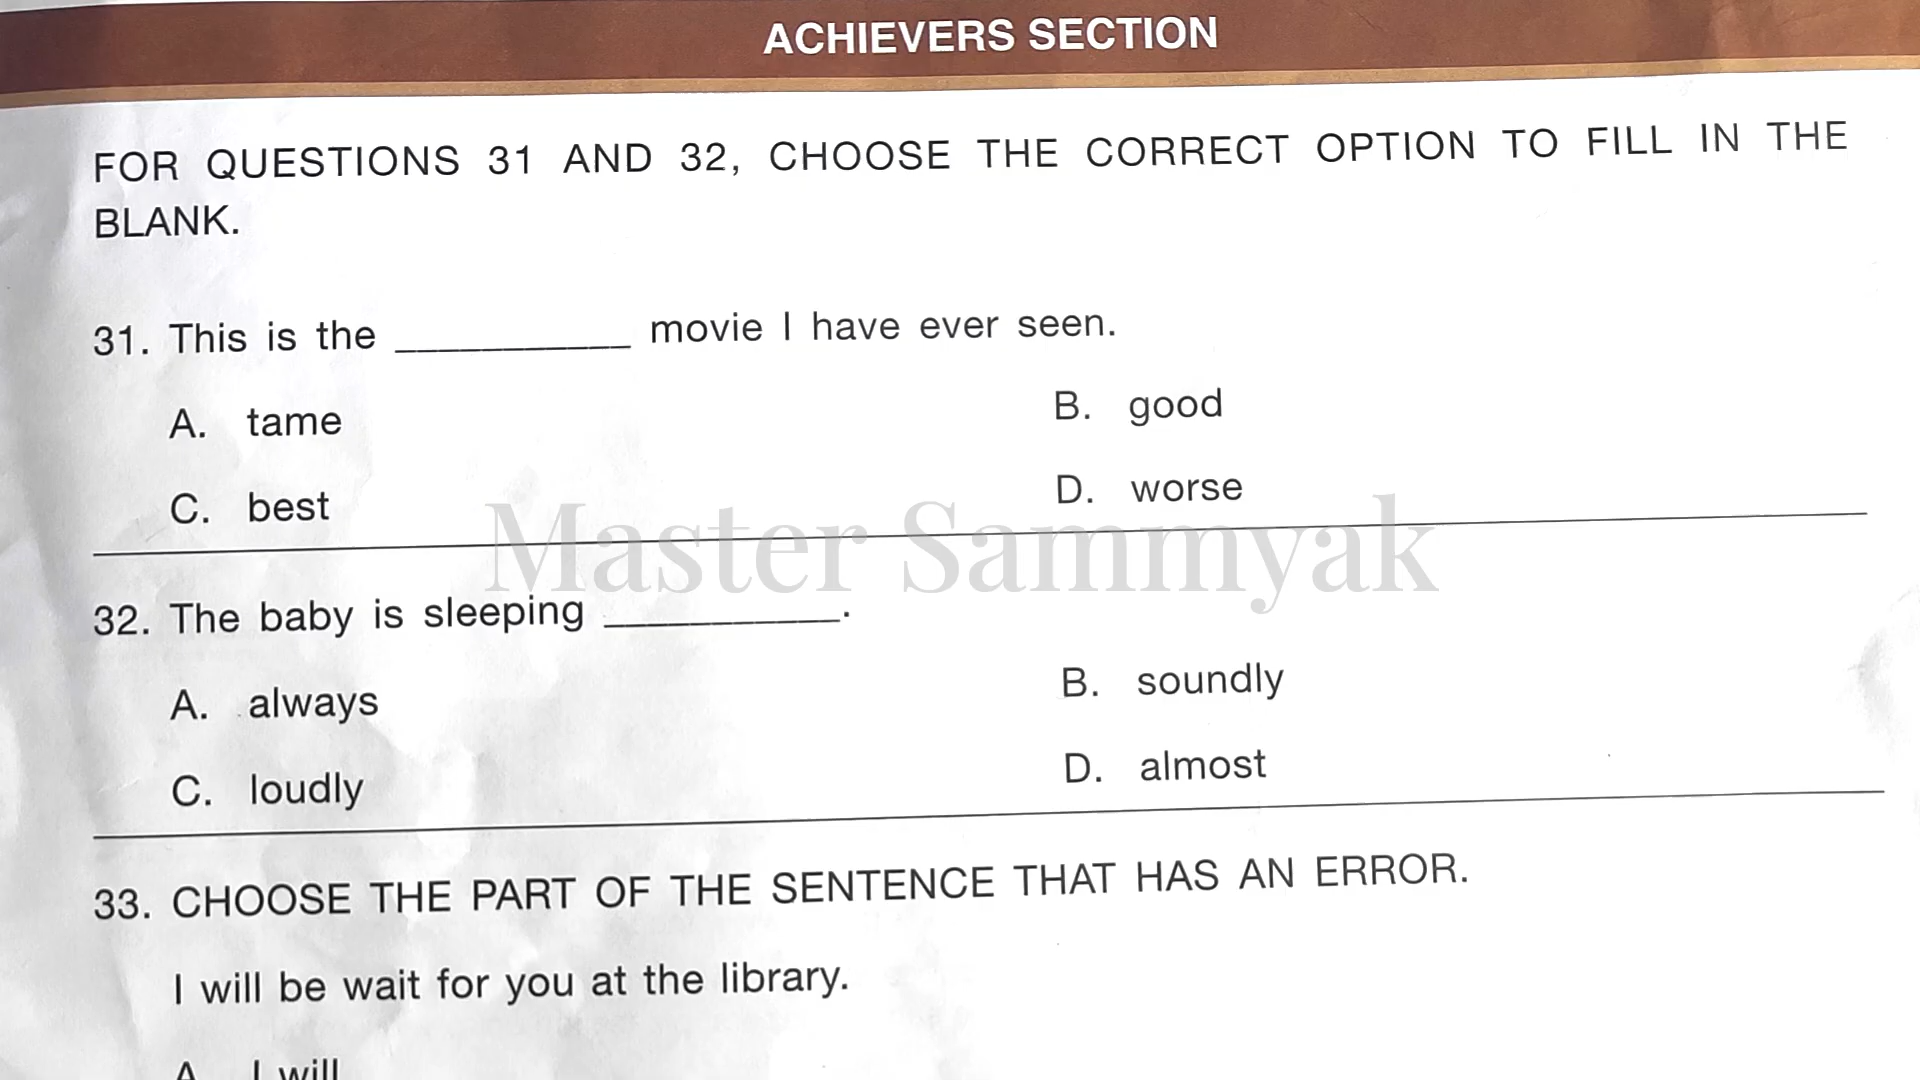 ACHIEVERS SECTION
FOR QUESTIONS 31 AND 32, CHOOSE THE CORRECT OPTION TO FILL IN THE
BLANK.
31. This is the ___________ movie I have ever seen.
A. tame
B. good
C. best
D. worse
Master Sammyak
32. The baby is sleeping ___________.
A. always
B. soundly
C. loudly
D. almost
33. CHOOSE THE PART OF THE SENTENCE THAT HAS AN ERROR.
I will be wait for you at the library.
A. I will